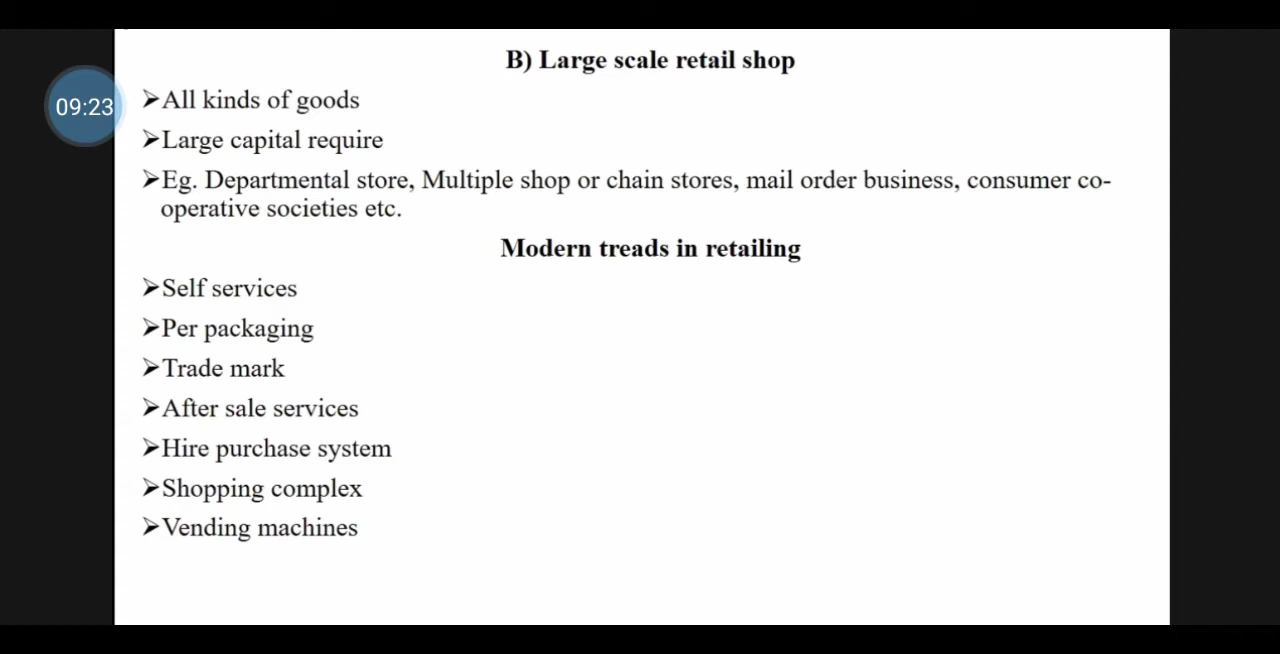 B) Large scale retail shop
09:23
➢All kinds of goods
➢Large capital require
➢Eg. Departmental store, Multiple shop or chain stores, mail order business, consumer co-
operative societies etc.
Modern treads in retailing
➢Self services
➢Per packaging
➢Trade mark
➢After sale services
➢Hire purchase system
➢Shopping complex
➢Vending machines